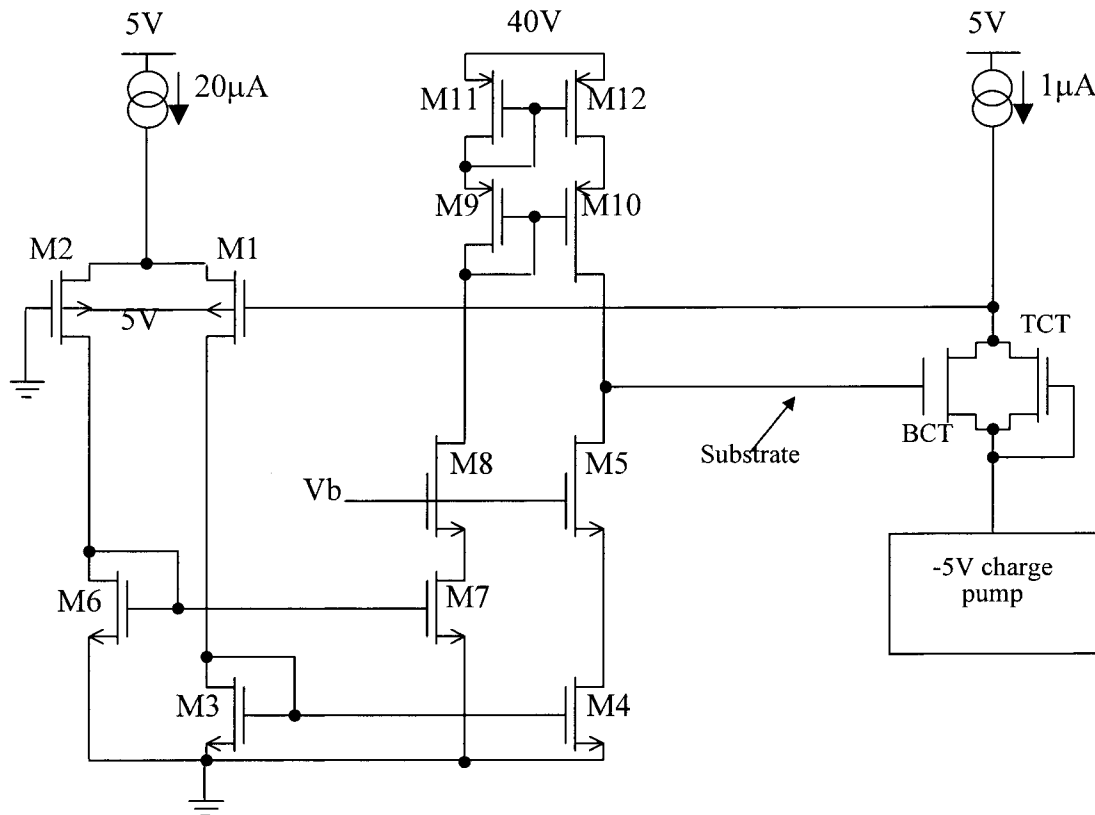 5V
40V
5V
20µA
M11
M12
1µA
M9
M10
M2
M1
5V
TCT
BCT
Substrate
M8
M5
Vb
-5V charge
pump
M6
M7
M3
M4